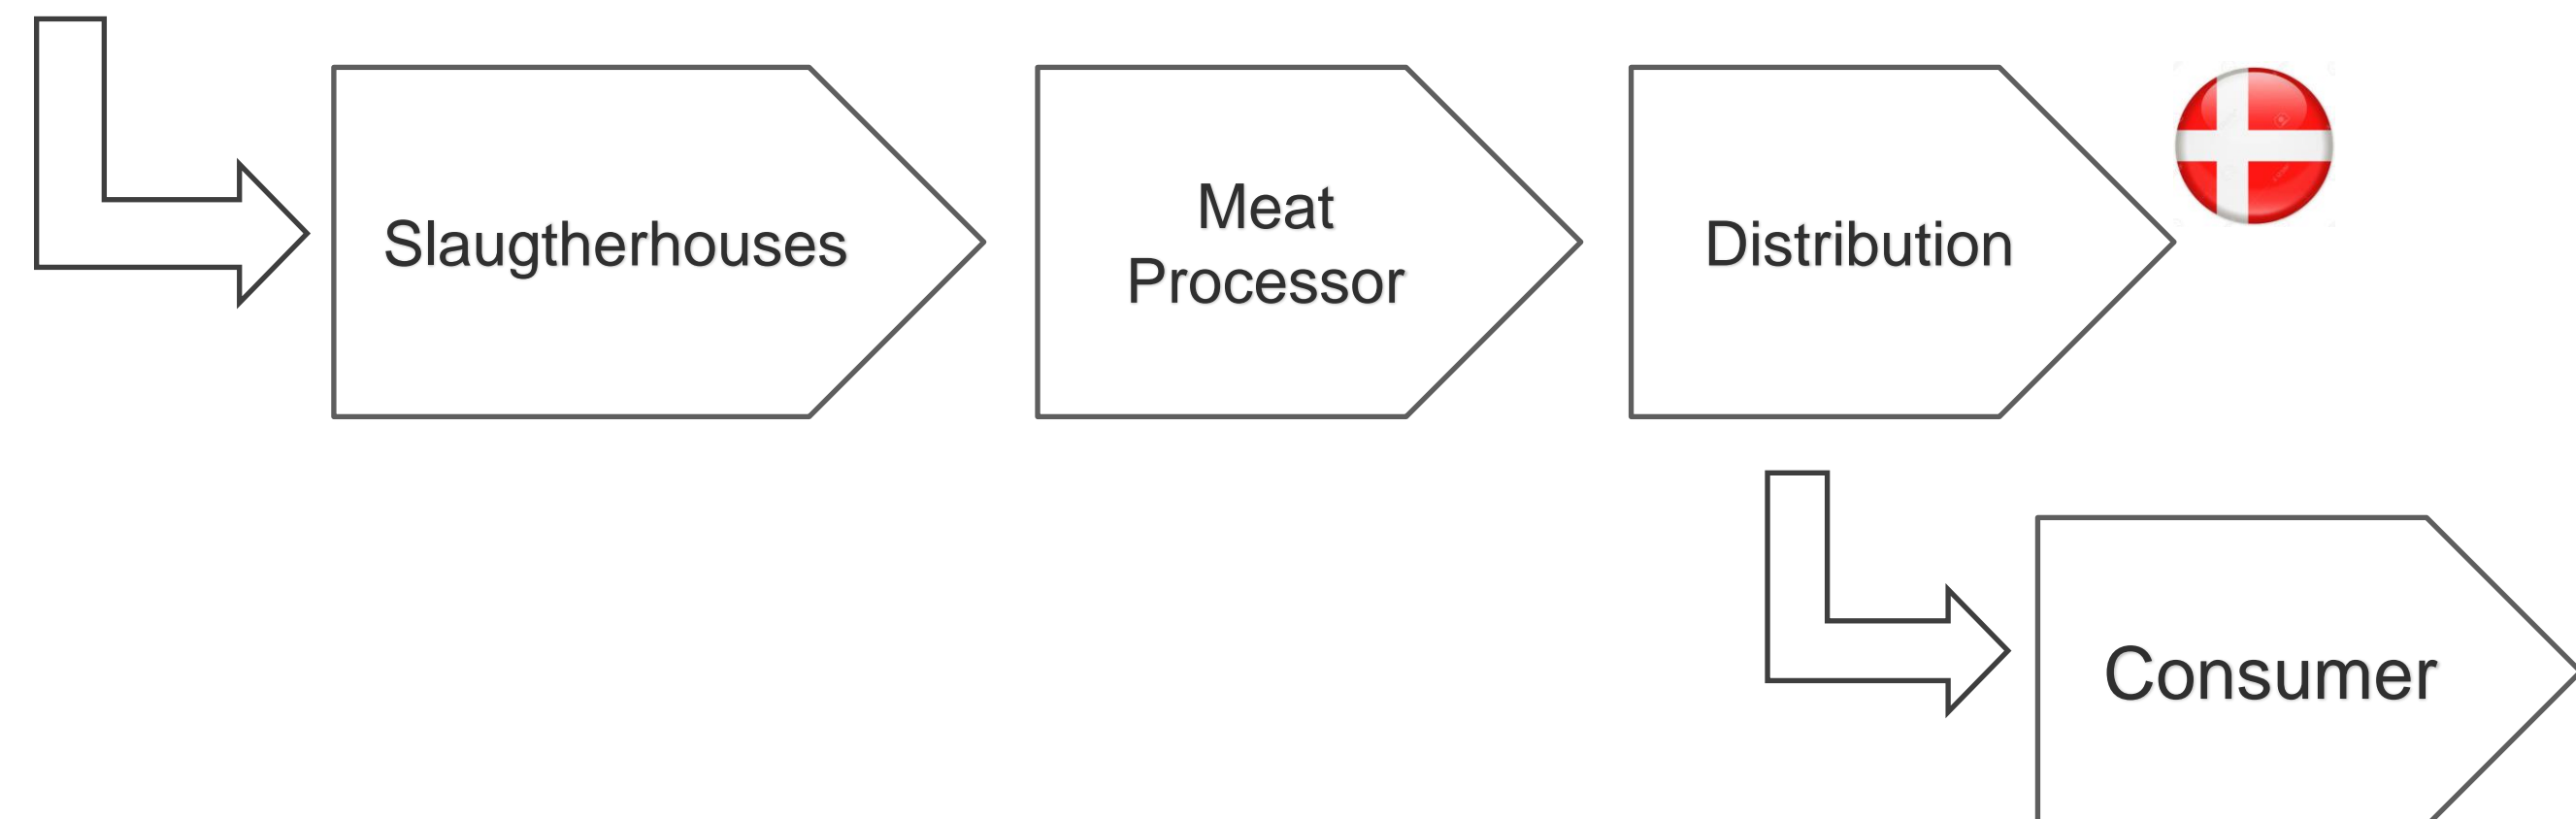 Slaugtherhouses
Meat
Processor
Distribution
Consumer